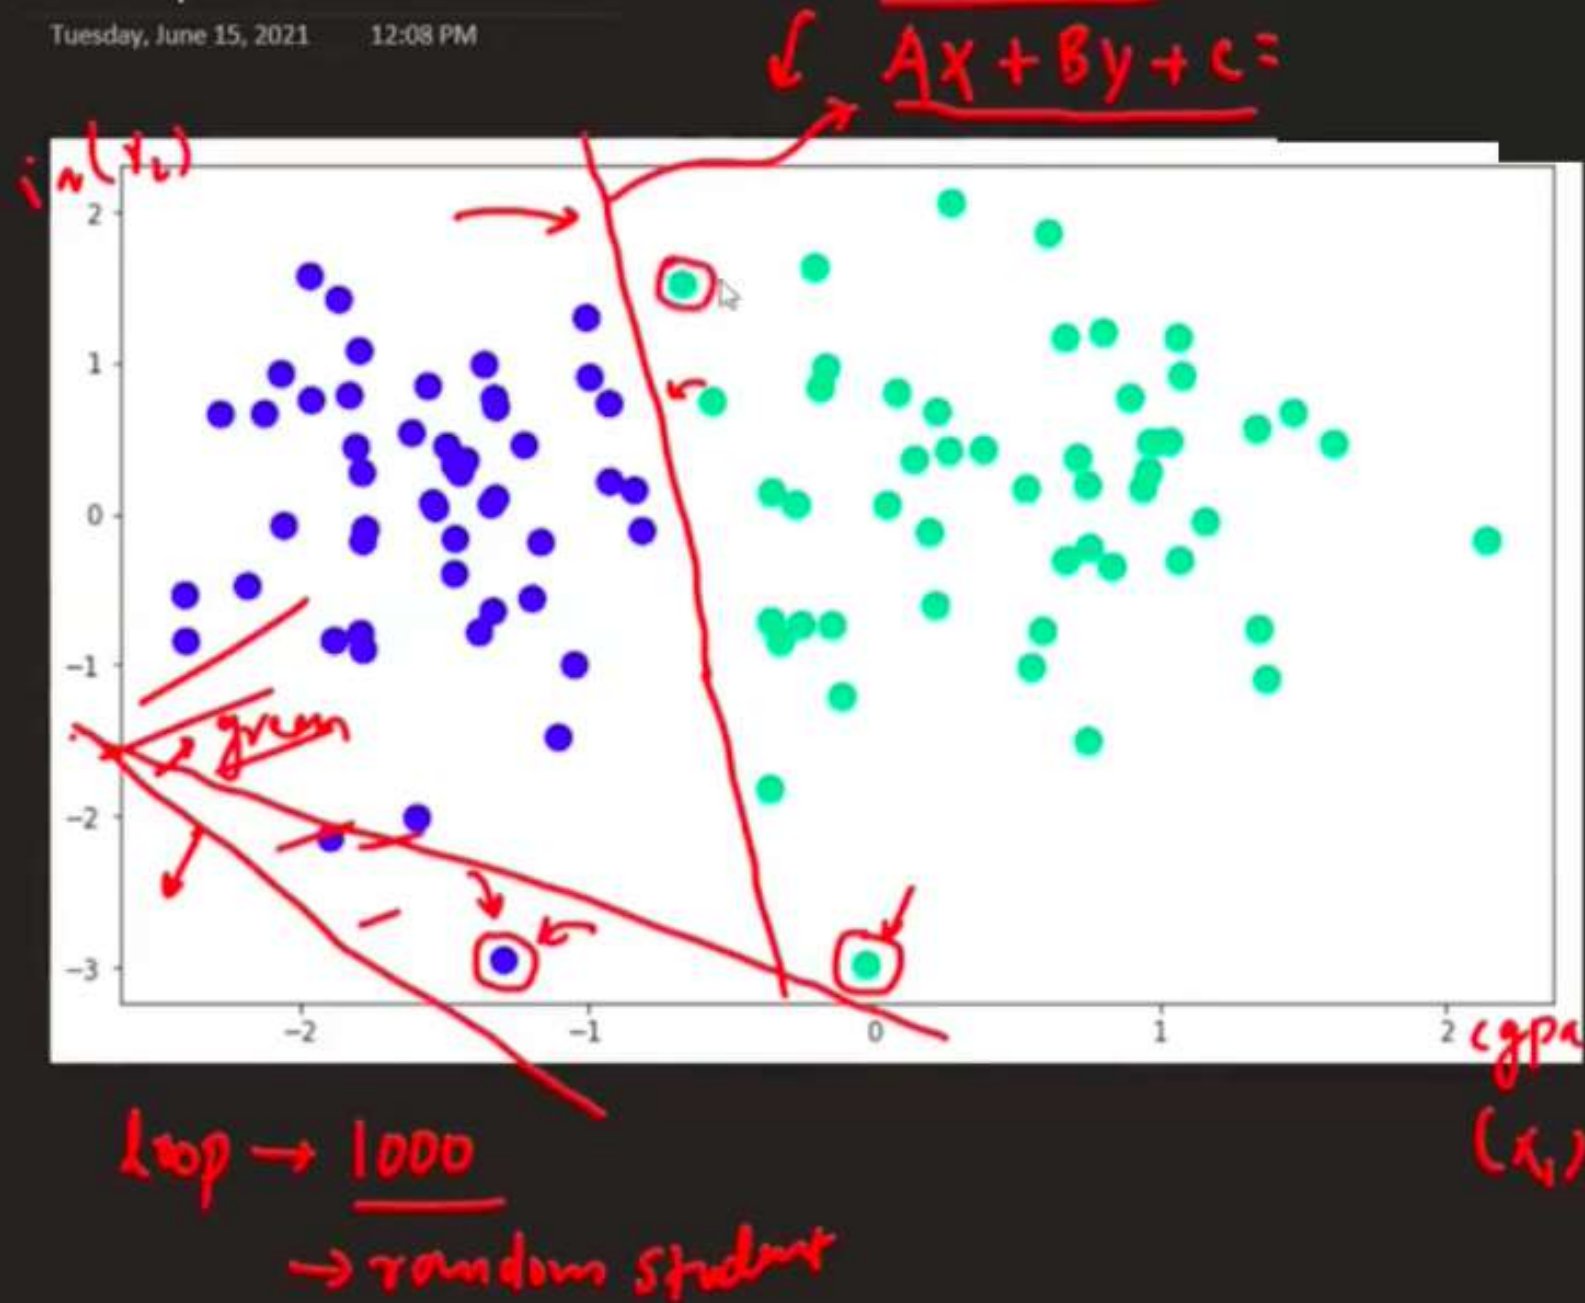 Tuesday, June 15, 2021 12:08 PM
Ax + By + c =
2
1
0
−1
−2
−3
green
−2 −1 0 1 2
cgpa
(x₁)
loop → 1000
→ random student